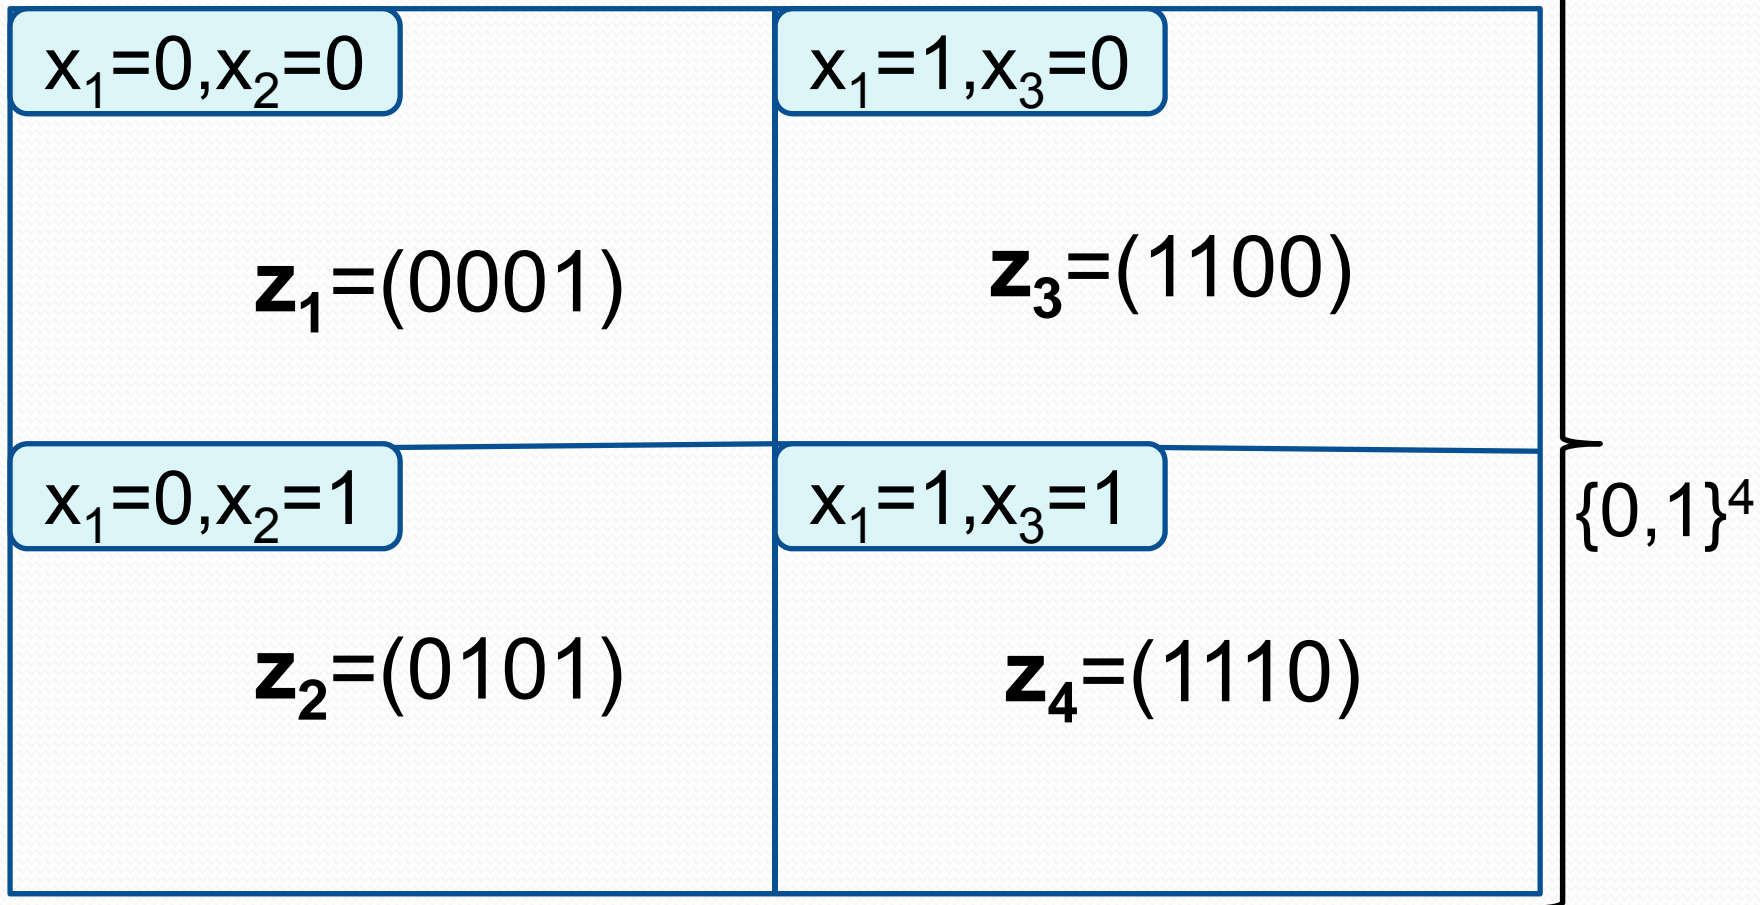 x₁=0,x₂=0
x₁=1,x₃=0
z₁=(0001)
z₃=(1100)
x₁=0,x₂=1
x₁=1,x₃=1
{0,1}⁴
z₂=(0101)
z₄=(1110)